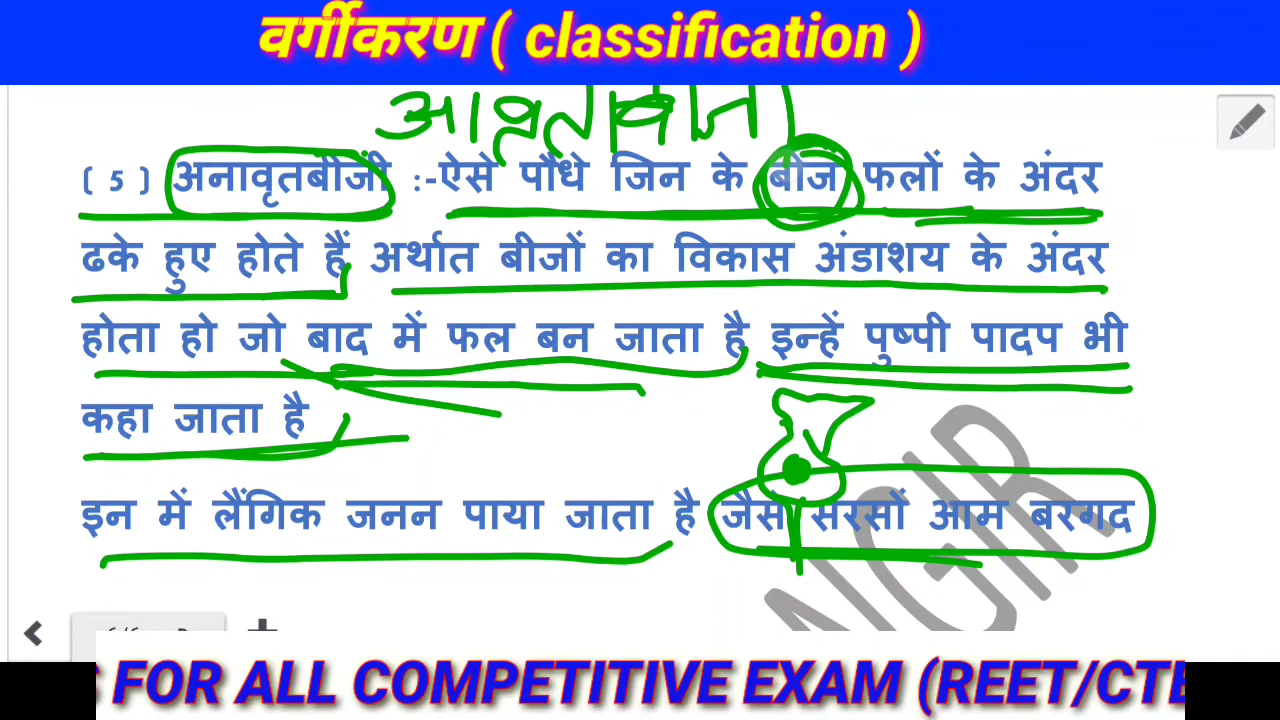 वर्गीकरण ( classification )
आवृतबीज
( 5 ) अनावृतबीजी :-ऐसे पौधे जिन के बीज फलों के अंदर
ढके हुए होते हैं अर्थात बीजों का विकास अंडाशय के अंदर
होता हो जो बाद में फल बन जाता है इन्हें पुष्पी पादप भी
कहा जाता है
इन में लैंगिक जनन पाया जाता है जैसे सरसों आम बरगद
FOR ALL COMPETITIVE EXAM (REET/CTE